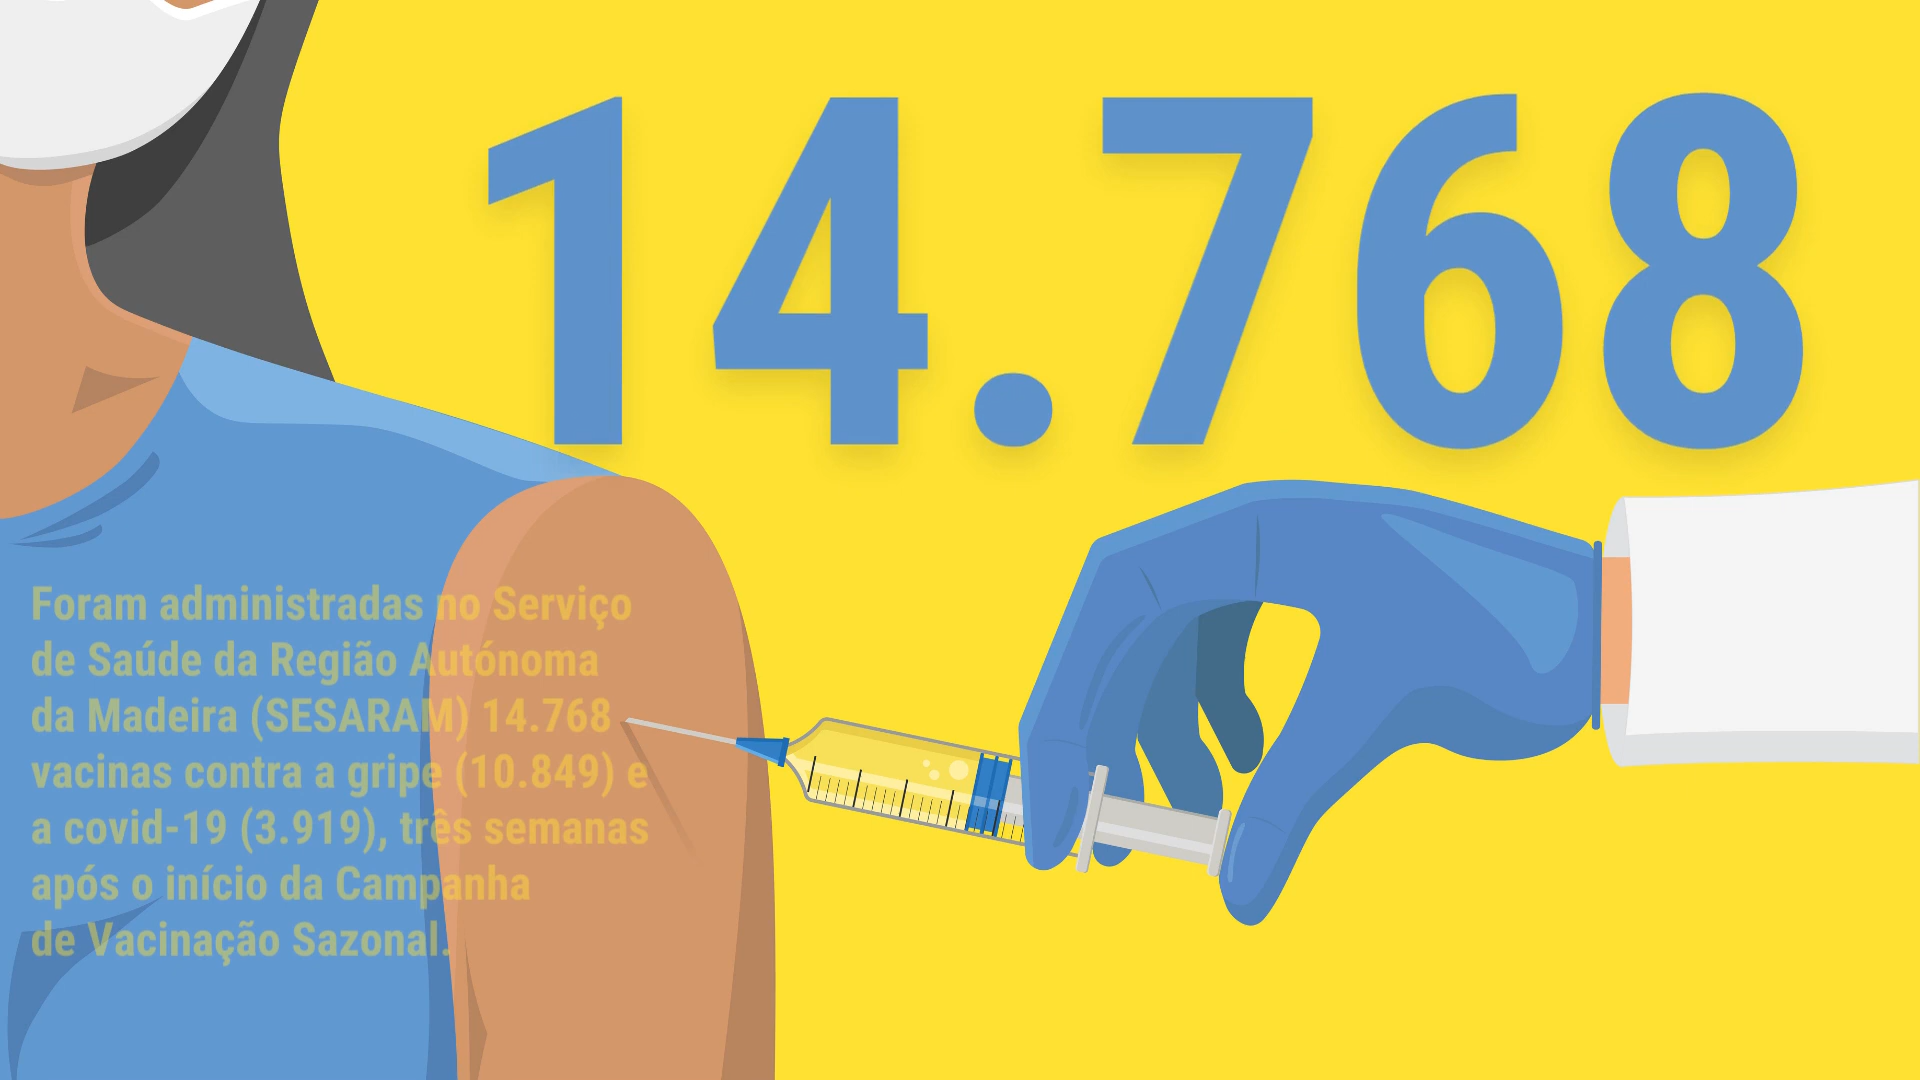 14.768
Foram administradas no Serviço
de Saúde da Região Autónoma
da Madeira (SESARAM) 14.768
vacinas contra a gripe (10.849) e
a covid-19 (3.919), três semanas
após o início da Campanha
de Vacinação Sazonal.